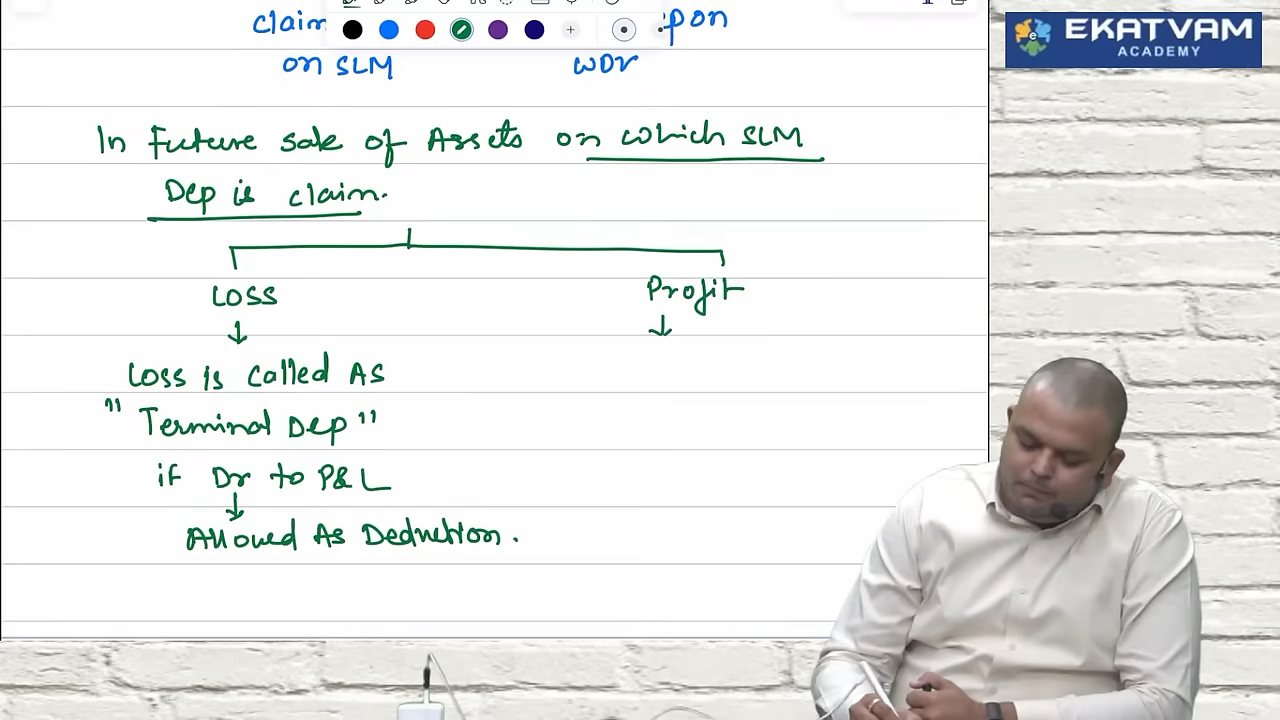 claim
pon
on SLM
WDV
EKATVAM
ACADEMY
In Future sale of Assets on which SLM
Dep is claim.
Loss
Profit
Loss is called As
"Terminal Dep"
if Dr to P&L
Allowed As Deduction.